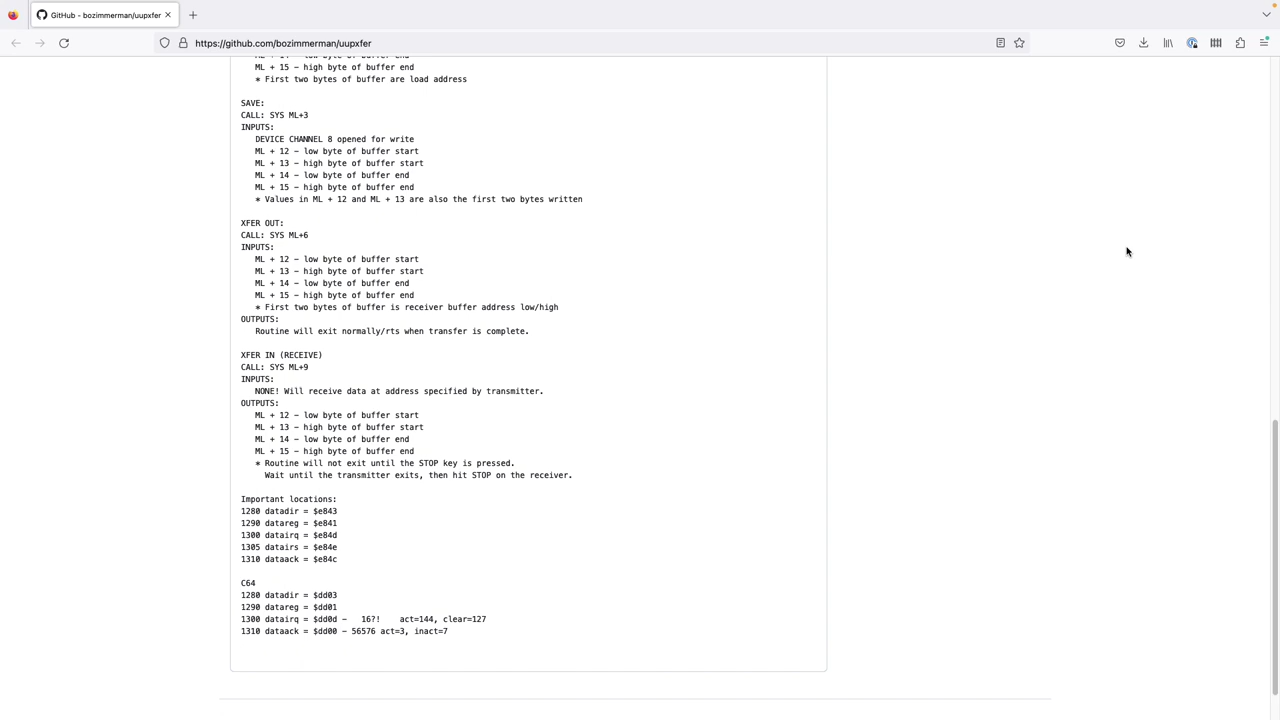 GitHub - bozimmerman/uupxfer
https://github.com/bozimmerman/uupxfer
ML + 15 - high byte of buffer end
* First two bytes of buffer are load address
SAVE:
CALL: SYS ML+3
INPUTS:
DEVICE CHANNEL 8 opened for write
ML + 12 - low byte of buffer start
ML + 13 - high byte of buffer start
ML + 14 - low byte of buffer end
ML + 15 - high byte of buffer end
* Values in ML + 12 and ML + 13 are also the first two bytes written
XFER OUT:
CALL: SYS ML+6
INPUTS:
ML + 12 - low byte of buffer start
ML + 13 - high byte of buffer start
ML + 14 - low byte of buffer end
ML + 15 - high byte of buffer end
* First two bytes of buffer is receiver buffer address low/high
OUTPUTS:
Routine will exit normally/rts when transfer is complete.
XFER IN (RECEIVE)
CALL: SYS ML+9
INPUTS:
NONE! Will receive data at address specified by transmitter.
OUTPUTS:
ML + 12 - low byte of buffer start
ML + 13 - high byte of buffer start
ML + 14 - low byte of buffer end
ML + 15 - high byte of buffer end
* Routine will not exit until the STOP key is pressed.
Wait until the transmitter exits, then hit STOP on the receiver.
Important locations:
1280 datadir = $e843
1290 datareg = $e841
1300 datairq = $e84d
1305 datairs = $e84e
1310 dataack = $e84c
C64
1280 datadir = $dd03
1290 datareg = $dd01
1300 datairq = $dd0d - 16?! act=144, clear=127
1310 dataack = $dd00 - 56576 act=3, inact=7